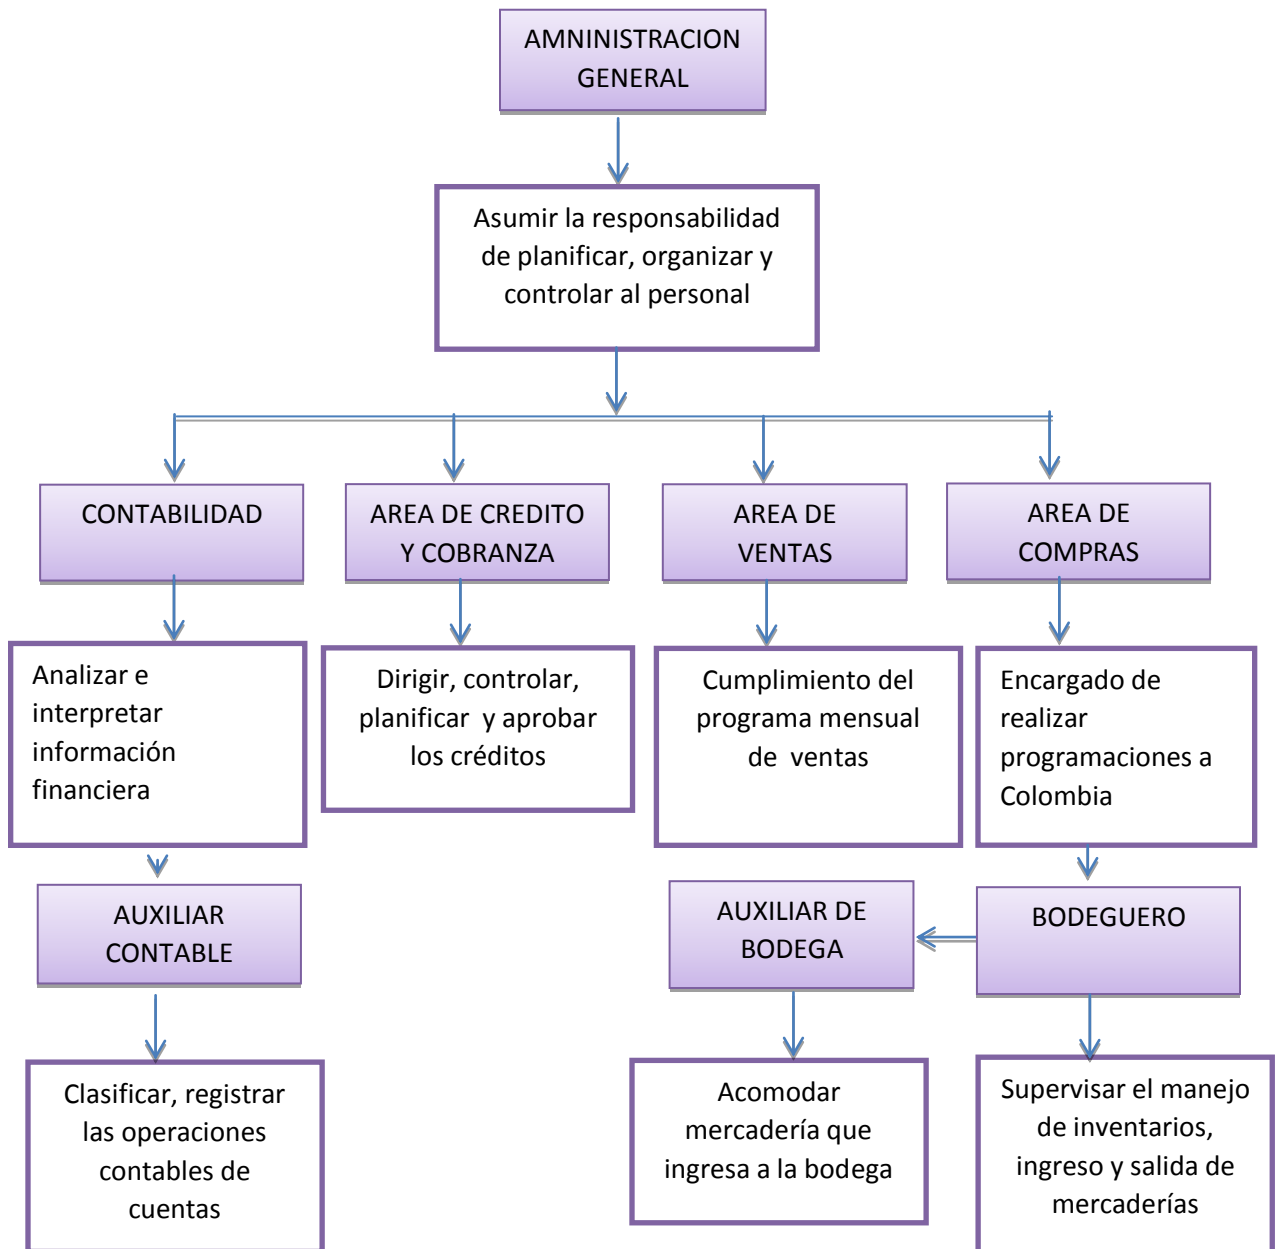 AMNINISTRACION
GENERAL
Asumir la responsabilidad
de planificar, organizar y
controlar al personal
CONTABILIDAD
AREA DE CREDITO
Y COBRANZA
AREA DE
VENTAS
AREA DE
COMPRAS
Analizar e
interpretar
información
financiera
Dirigir, controlar,
planificar y aprobar
los créditos
Cumplimiento del
programa mensual
de ventas
Encargado de
realizar
programaciones a
Colombia
AUXILIAR
CONTABLE
AUXILIAR DE
BODEGA
BODEGUERO
Clasificar, registrar
las operaciones
contables de
cuentas
Acomodar
mercadería que
ingresa a la bodega
Supervisar el manejo
de inventarios,
ingreso y salida de
mercaderías